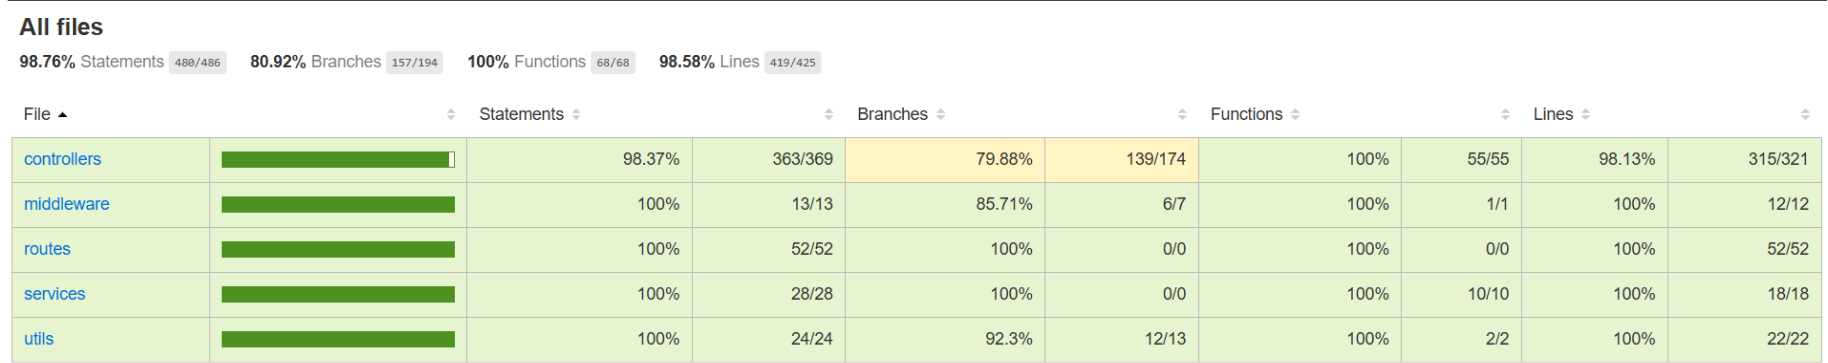 All files
98.76% Statements 480/486 80.92% Branches 157/194 100% Functions 68/68 98.58% Lines 419/425
File Statements Branches Functions Lines
controllers 98.37% 363/369 79.88% 139/174 100% 55/55 98.13% 315/321
middleware 100% 13/13 85.71% 6/7 100% 1/1 100% 12/12
routes 100% 52/52 100% 0/0 100% 0/0 100% 52/52
services 100% 28/28 100% 0/0 100% 10/10 100% 18/18
utils 100% 24/24 92.3% 12/13 100% 2/2 100% 22/22